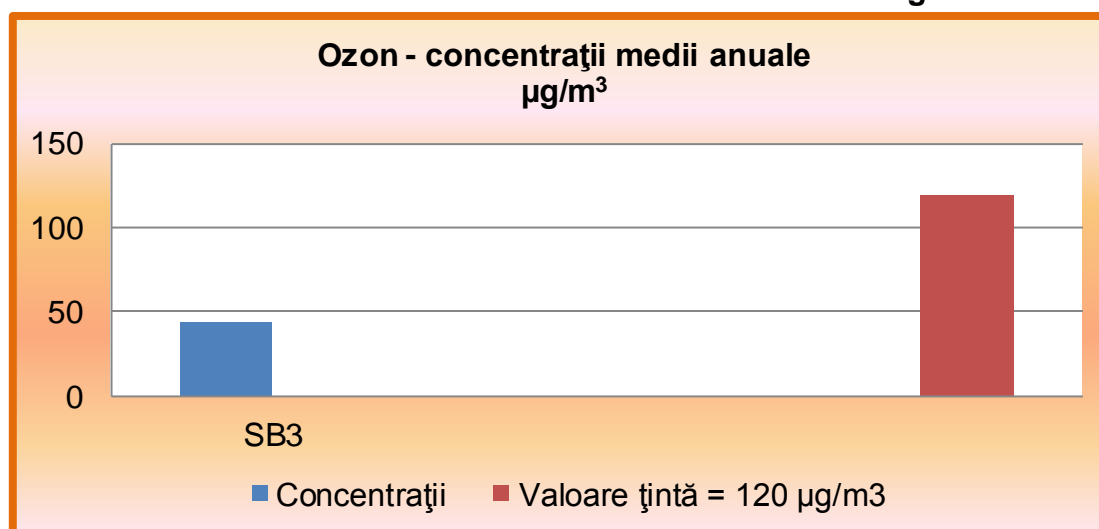 Ozon - concentraţii medii anuale
µg/m³
150
100
50
0
SB3
Concentraţii Valoare ţintă = 120 µg/m3